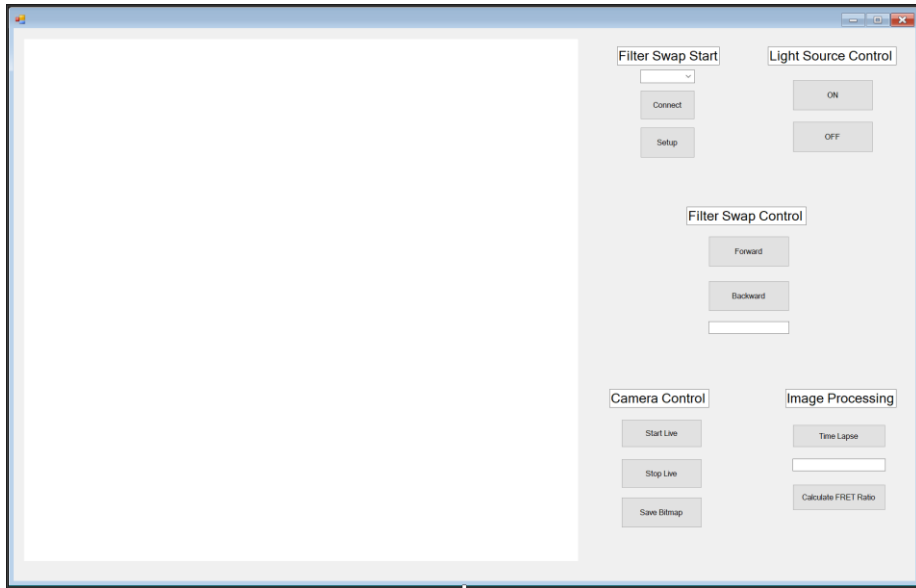 Filter Swap Start
Light Source Control
Connect
ON
Setup
OFF
Filter Swap Control
Forward
Backward
Camera Control
Image Processing
Start Live
Time Lapse
Stop Live
Calculate FRET Ratio
Save Bitmap